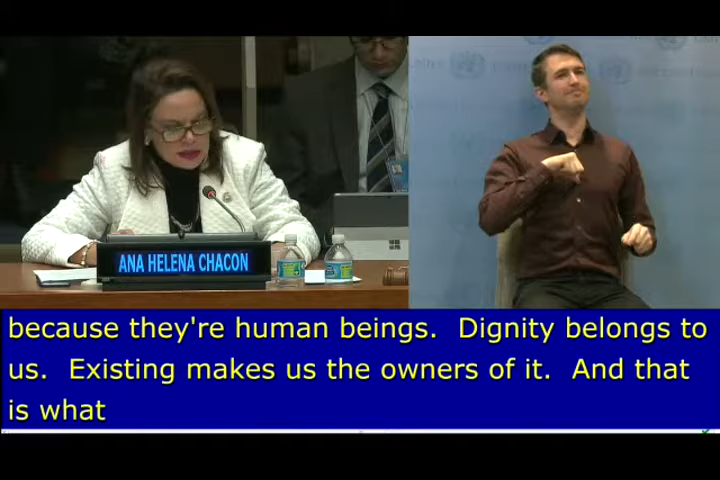 ANA HELENA CHACON
because they're human beings.  Dignity belongs to
us.  Existing makes us the owners of it.  And that
is what